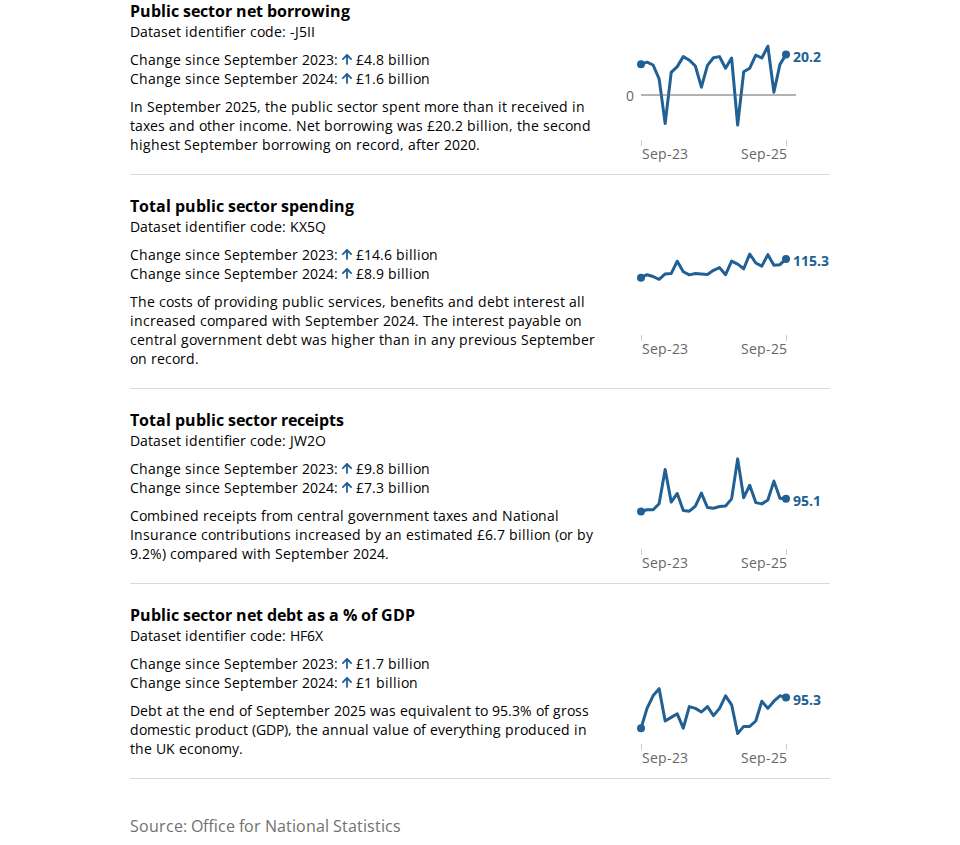 Public sector net borrowing
Dataset identifier code: -J5II
Change since September 2023: ↑ £4.8 billion
Change since September 2024: ↑ £1.6 billion
In September 2025, the public sector spent more than it received in
taxes and other income. Net borrowing was £20.2 billion, the second
highest September borrowing on record, after 2020.
20.2
0
Sep-23 Sep-25
Total public sector spending
Dataset identifier code: KX5Q
Change since September 2023: ↑ £14.6 billion
Change since September 2024: ↑ £8.9 billion
The costs of providing public services, benefits and debt interest all
increased compared with September 2024. The interest payable on
central government debt was higher than in any previous September
on record.
115.3
Sep-23 Sep-25
Total public sector receipts
Dataset identifier code: JW2O
Change since September 2023: ↑ £9.8 billion
Change since September 2024: ↑ £7.3 billion
Combined receipts from central government taxes and National
Insurance contributions increased by an estimated £6.7 billion (or by
9.2%) compared with September 2024.
95.1
Sep-23 Sep-25
Public sector net debt as a % of GDP
Dataset identifier code: HF6X
Change since September 2023: ↑ £1.7 billion
Change since September 2024: ↑ £1 billion
Debt at the end of September 2025 was equivalent to 95.3% of gross
domestic product (GDP), the annual value of everything produced in
the UK economy.
95.3
Sep-23 Sep-25
Source: Office for National Statistics